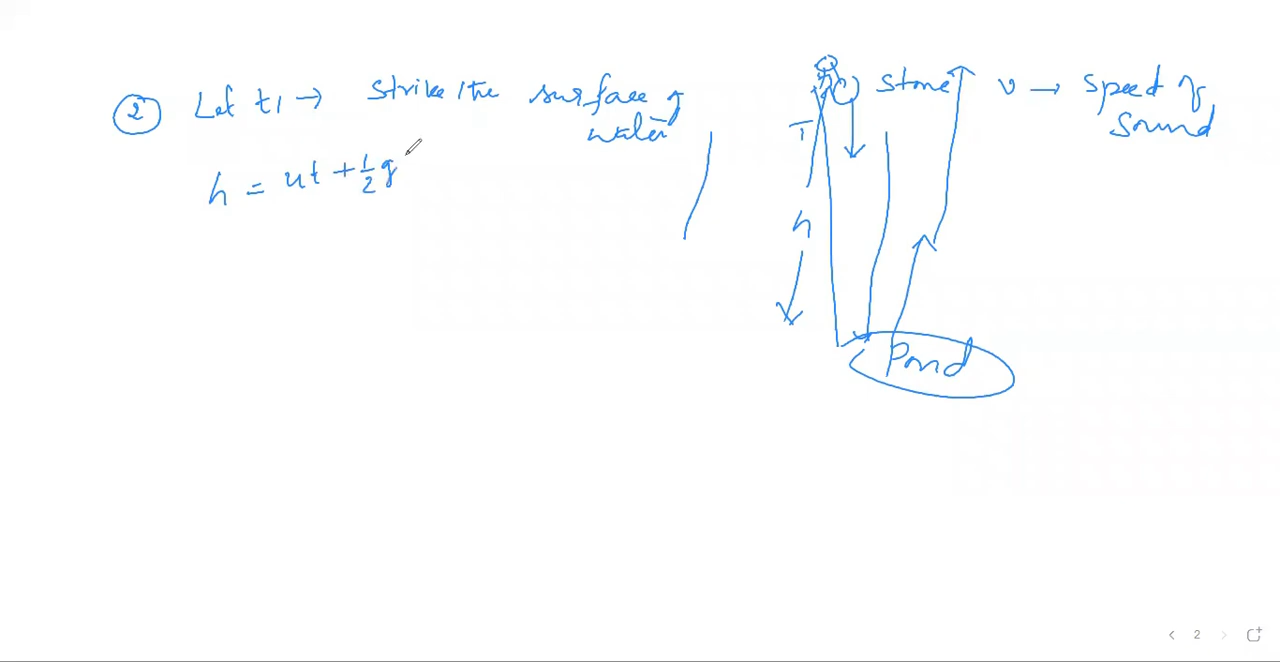 2 Let t1 → strike the surface of
water
h = ut + 1/2 g
stone v → speed of
sound
T
h
Pond
2